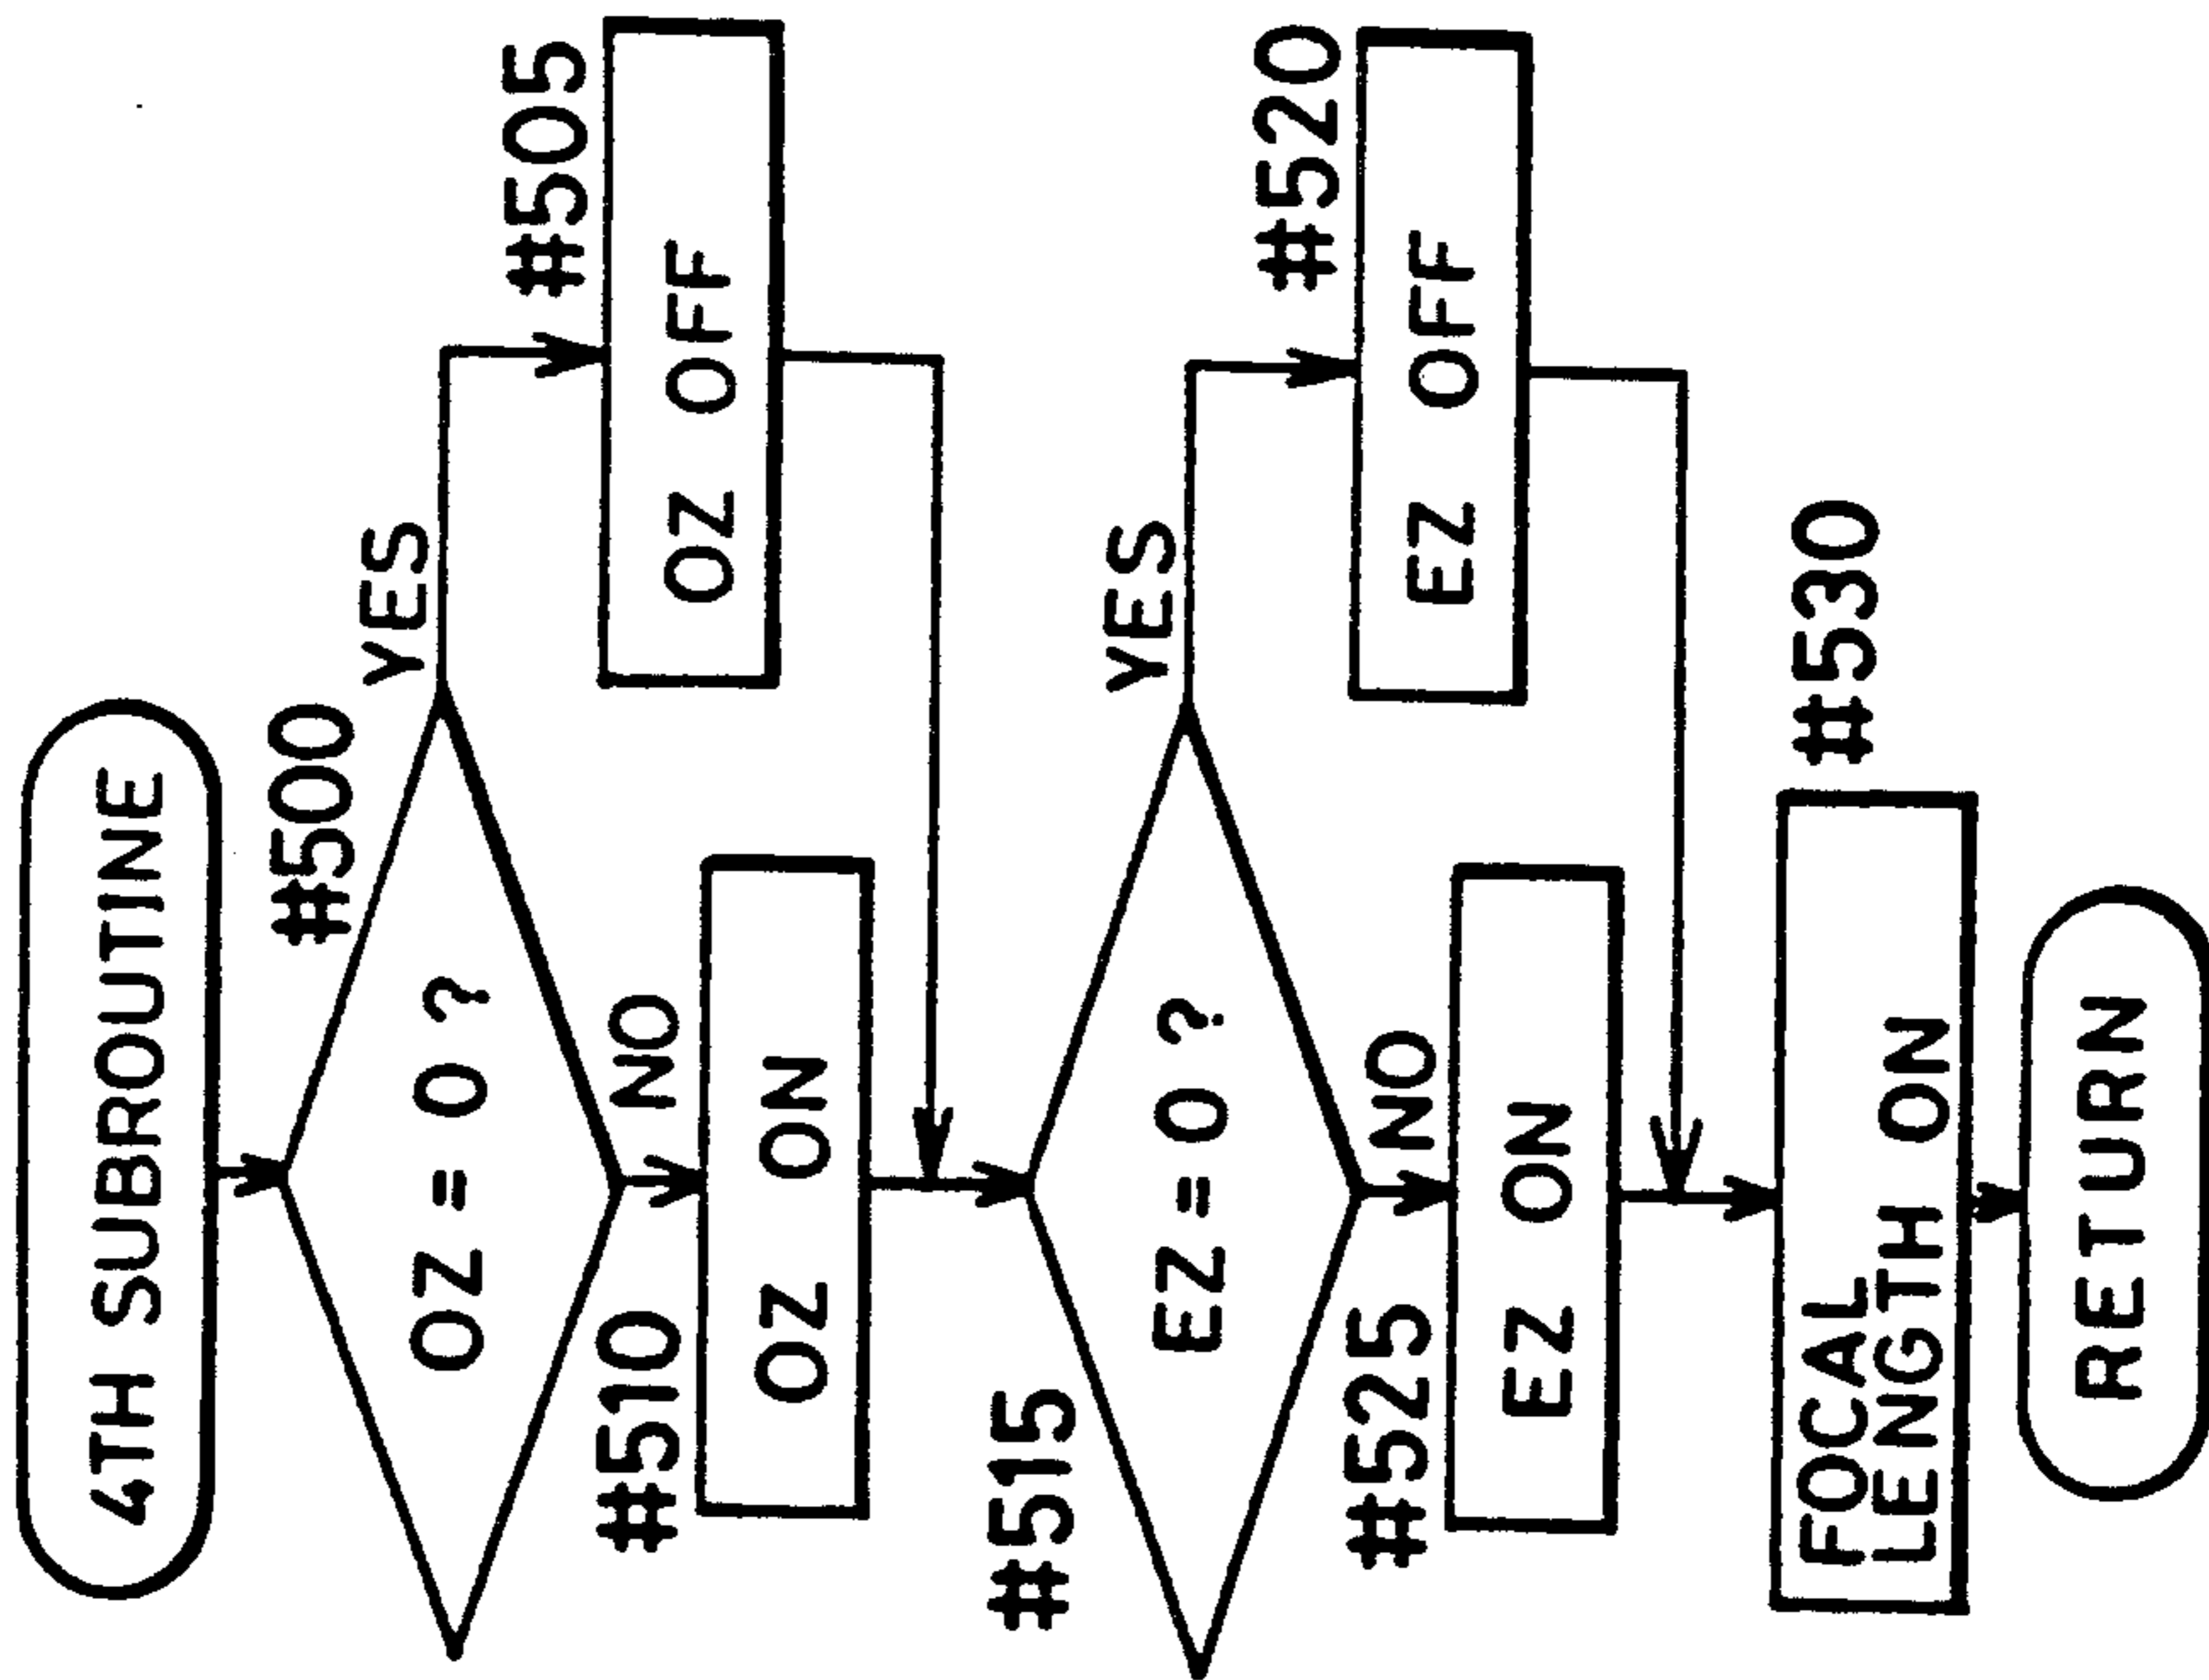 4TH SUBROUTINE
#500
OZ = 0 ?
YES
#505
OZ OFF
NO
#510
OZ ON
#515
EZ = 0 ?
YES
#520
EZ OFF
NO
#525
EZ ON
#530
FOCAL
LENGTH ON
RETURN